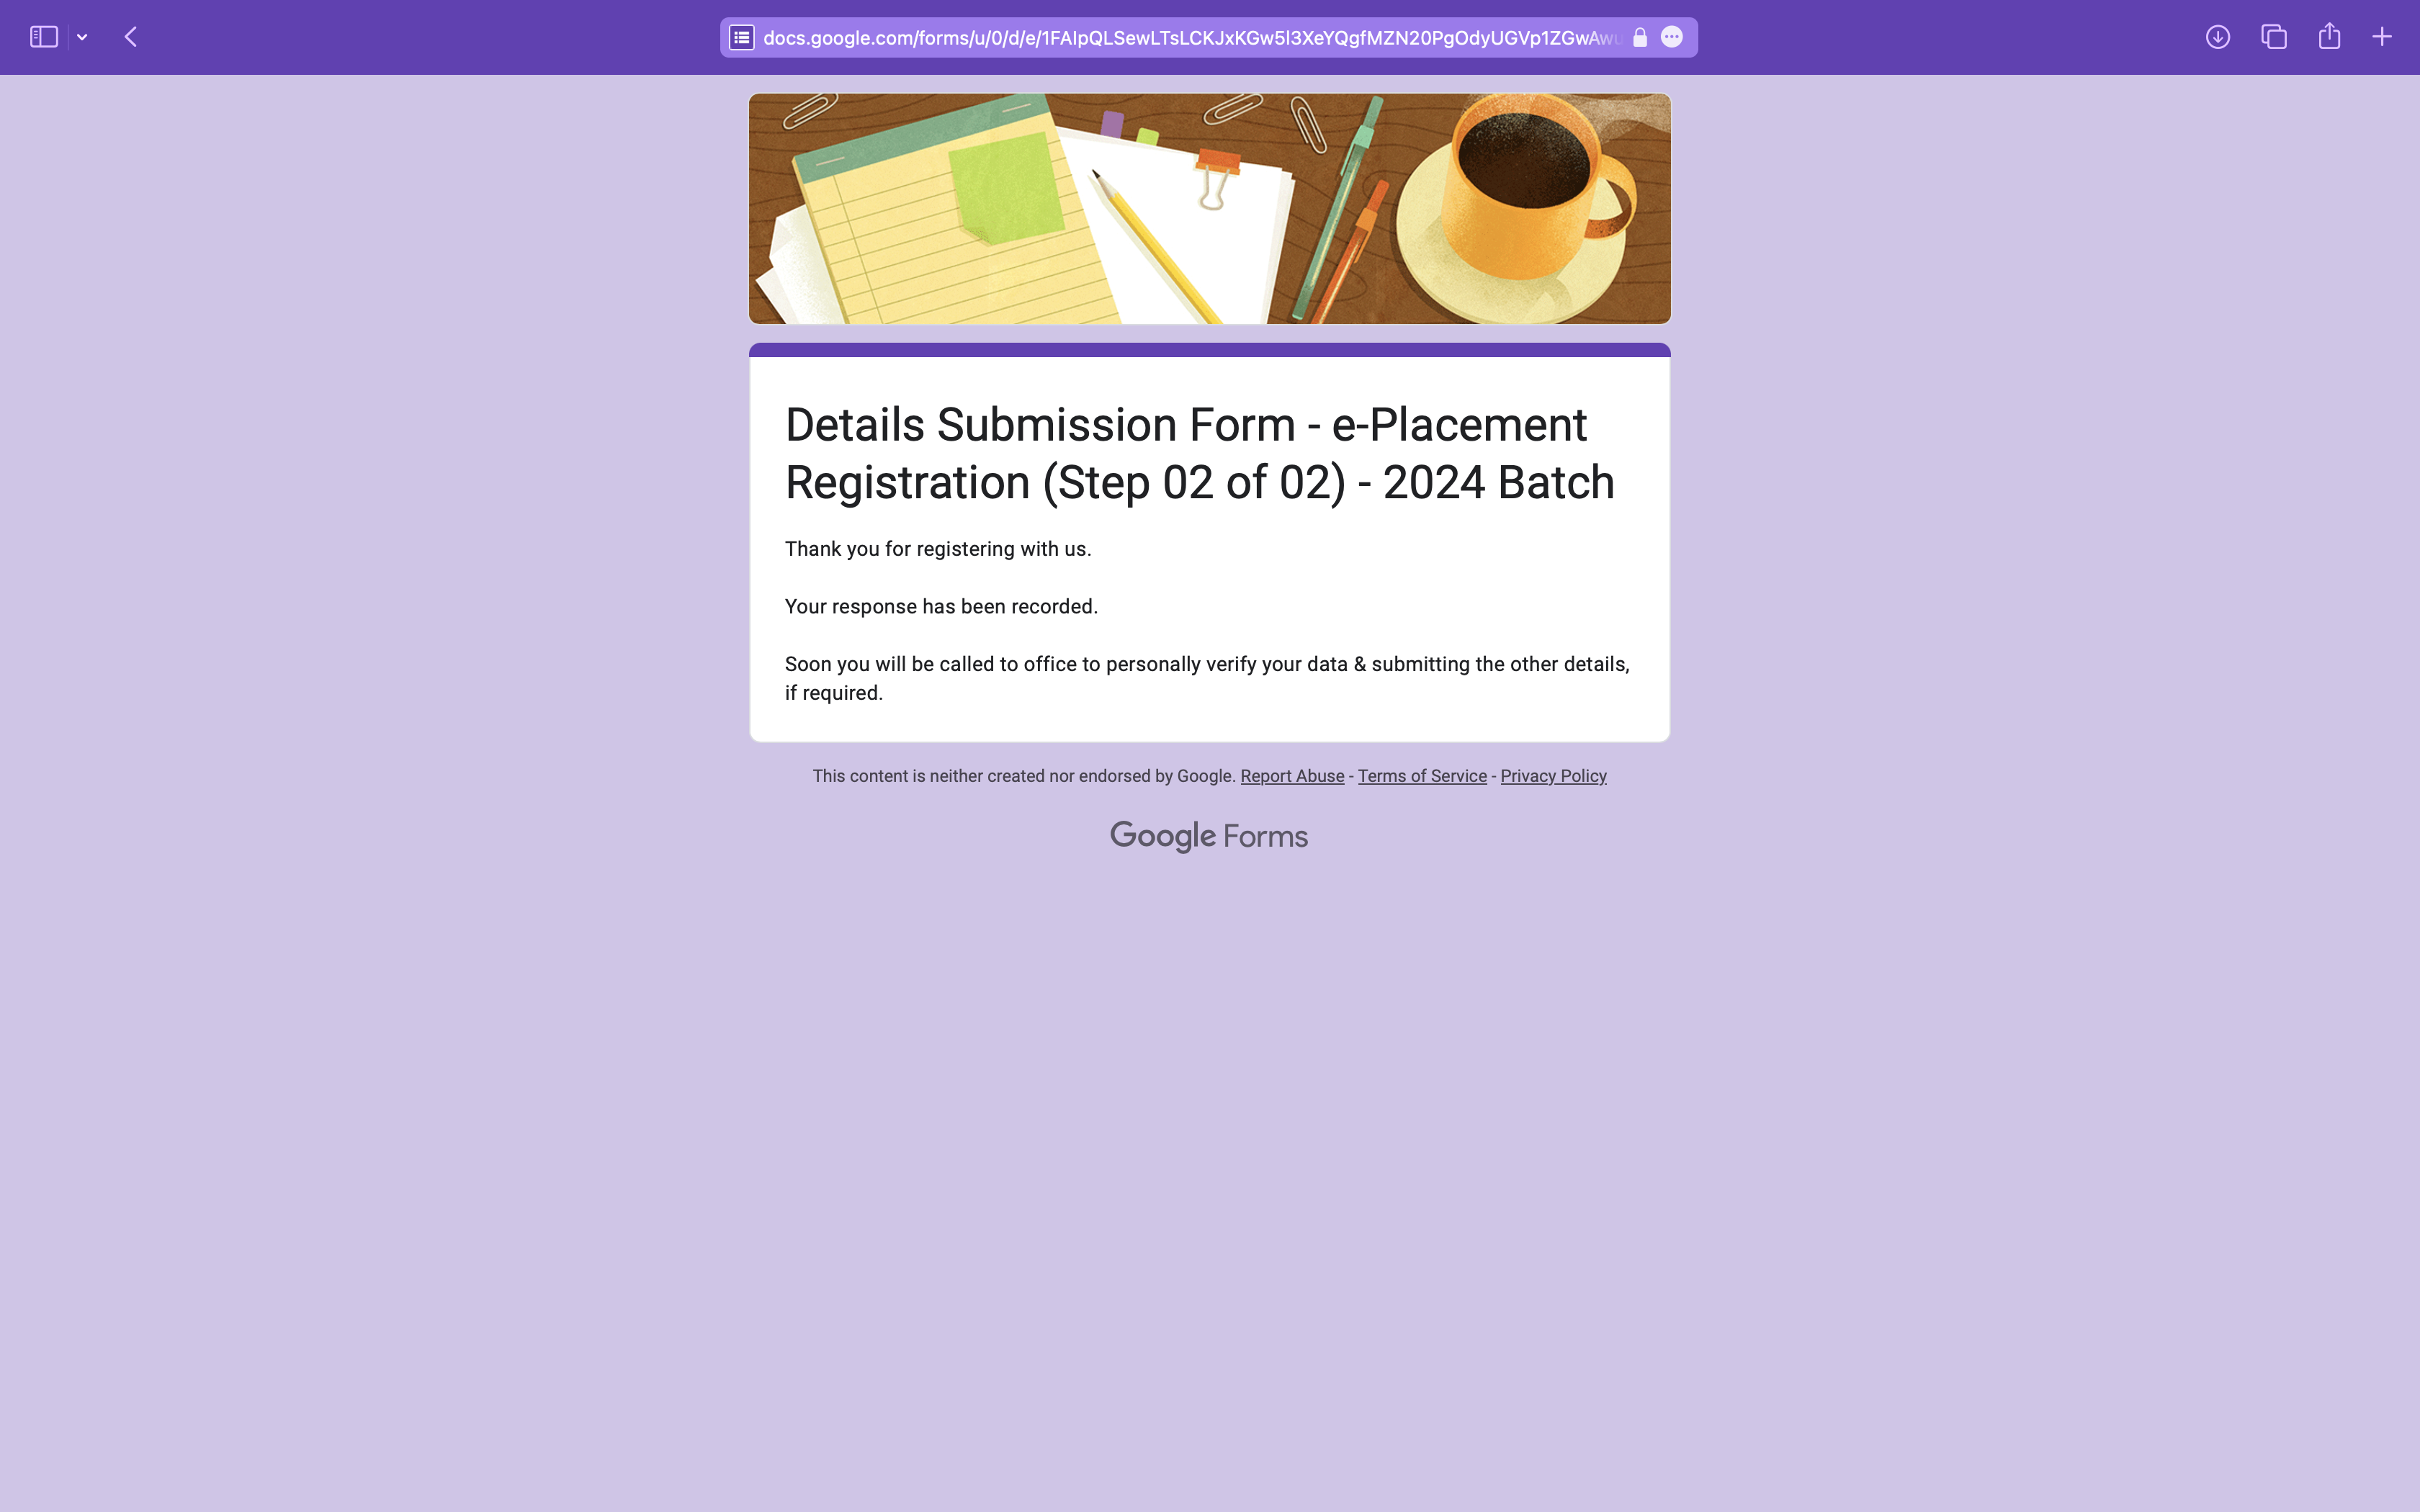 docs.google.com/forms/u/0/d/e/1FAIpQLSewLTsLCKJxKGw5I3XeYQgfMZN20PgOdyUGVp1ZGwAwu
Details Submission Form - e-Placement
Registration (Step 02 of 02) - 2024 Batch
Thank you for registering with us.
Your response has been recorded.
Soon you will be called to office to personally verify your data & submitting the other details,
if required.
This content is neither created nor endorsed by Google. Report Abuse - Terms of Service - Privacy Policy
Google Forms